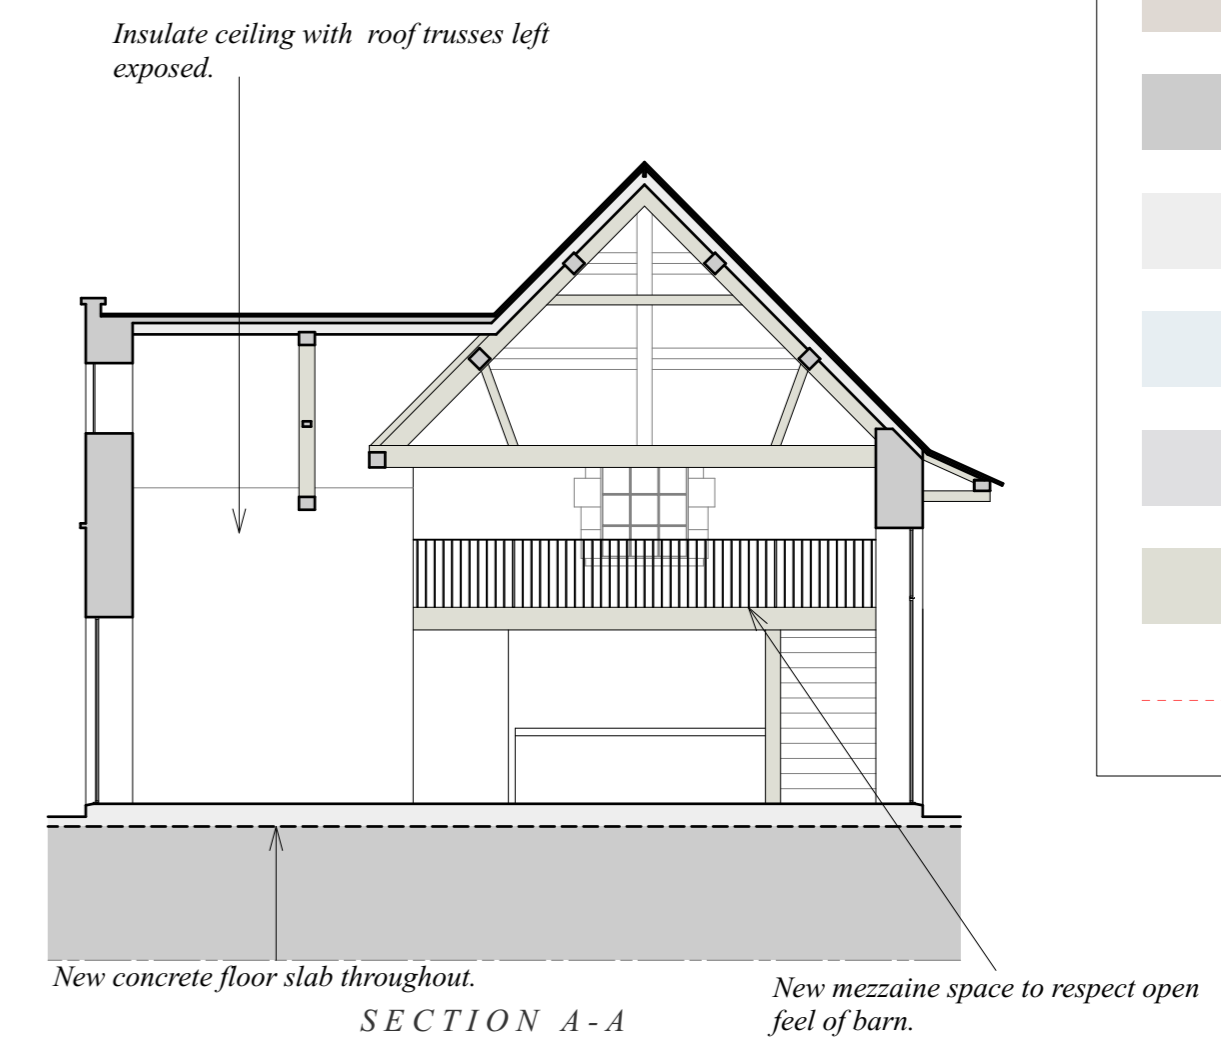 Insulate ceiling with roof trusses left
exposed.
New concrete floor slab throughout.
New mezzaine space to respect open
feel of barn.
SECTION A-A